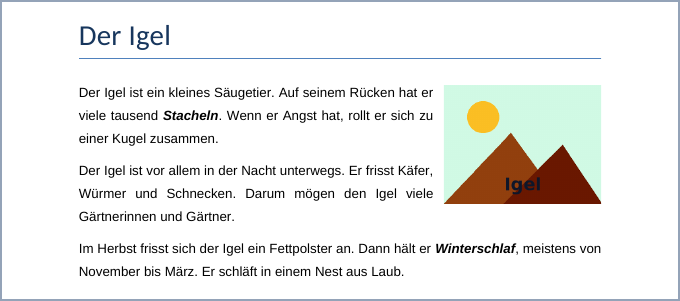 Der Igel
Der Igel ist ein kleines Säugetier. Auf seinem Rücken hat er
viele tausend Stacheln. Wenn er Angst hat, rollt er sich zu
einer Kugel zusammen.
Igel
Der Igel ist vor allem in der Nacht unterwegs. Er frisst Käfer,
Würmer und Schnecken. Darum mögen den Igel viele
Gärtnerinnen und Gärtner.
Im Herbst frisst sich der Igel ein Fettpolster an. Dann hält er Winterschlaf, meistens von
November bis März. Er schläft in einem Nest aus Laub.